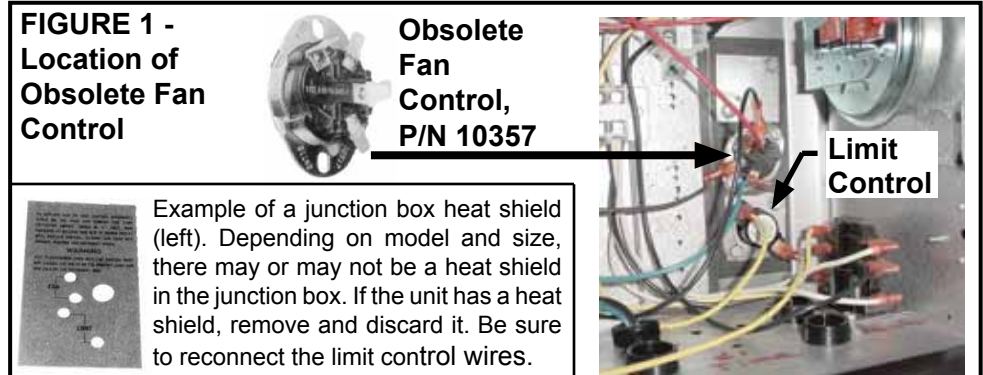 FIGURE 1 -
Location of
Obsolete Fan
Control
Obsolete
Fan
Control,
P/N 10357
Limit
Control
Example of a junction box heat shield
(left). Depending on model and size,
there may or may not be a heat shield
in the junction box. If the unit has a heat
shield, remove and discard it. Be sure
to reconnect the limit control wires.
FAN
LIMIT